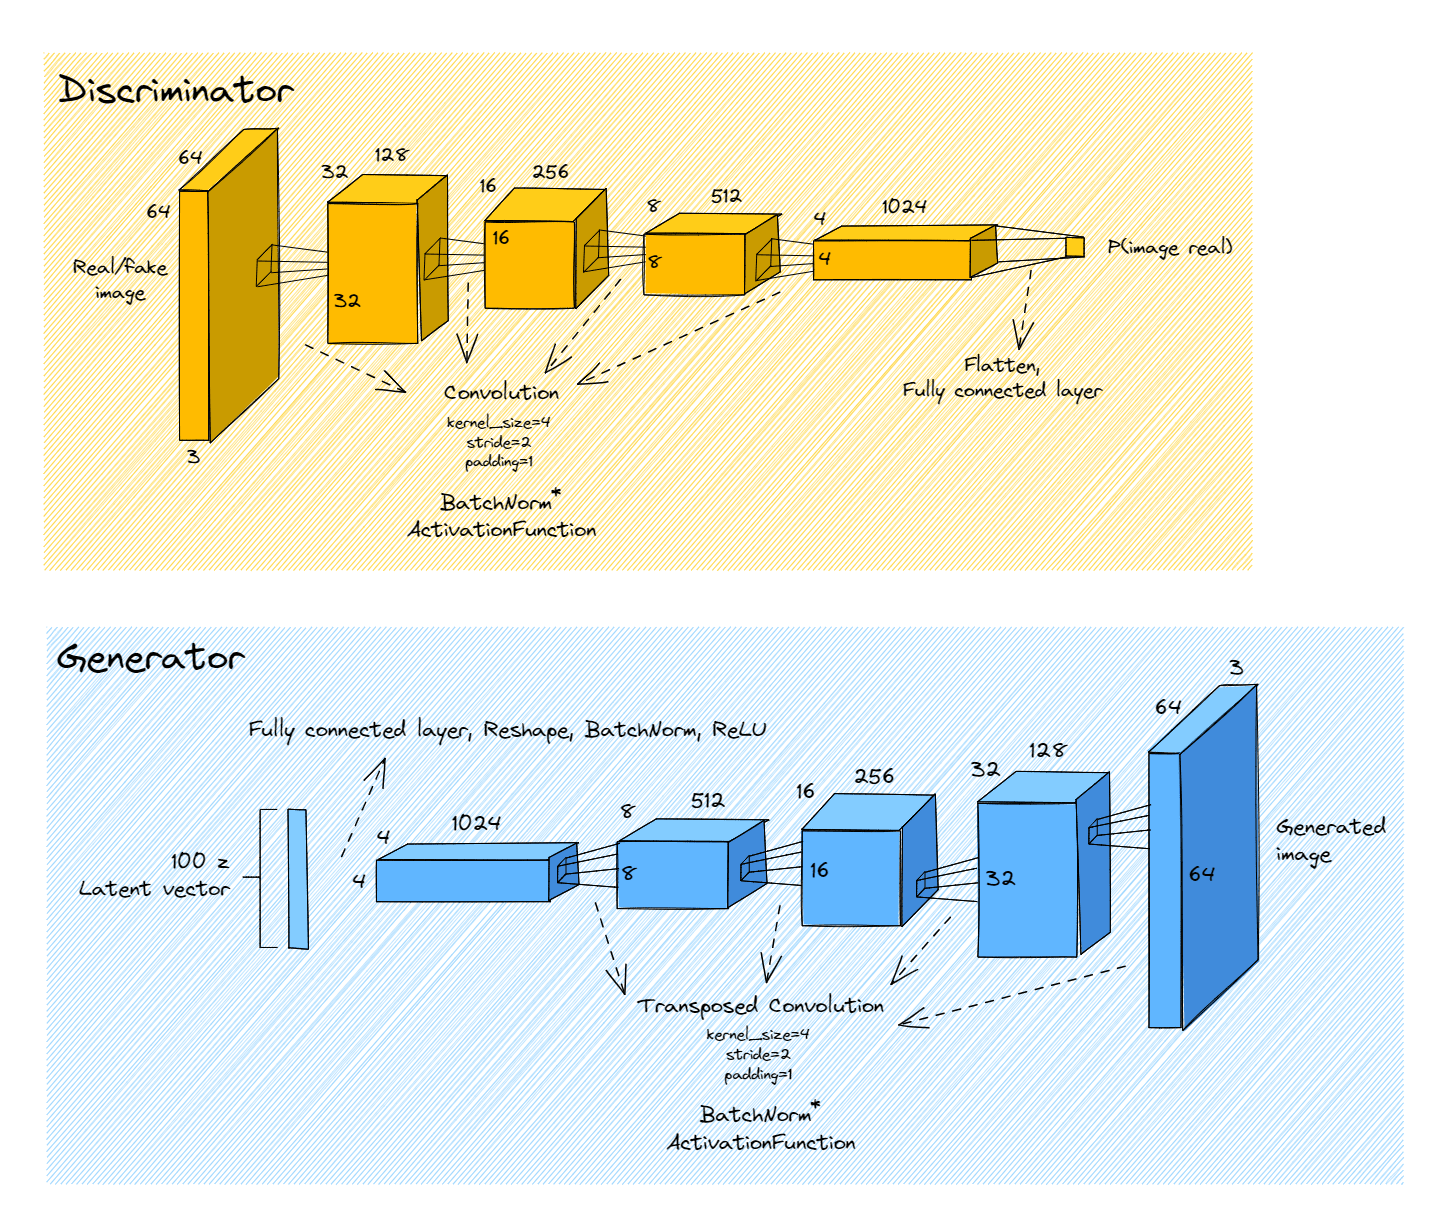 Discriminator
64
64
3
Real/fake
image
32
128
32
16
256
16
8
512
8
4
1024
4
P(image real)
Convolution
kernel_size=4
stride=2
padding=1
BatchNorm*
ActivationFunction
Flatten,
Fully connected layer
Generator
Fully connected layer, Reshape, BatchNorm, ReLU
100 z
Latent vector
4
1024
4
8
512
8
16
256
16
32
128
32
3
64
64
Generated
image
Transposed Convolution
kernel_size=4
stride=2
padding=1
BatchNorm*
ActivationFunction